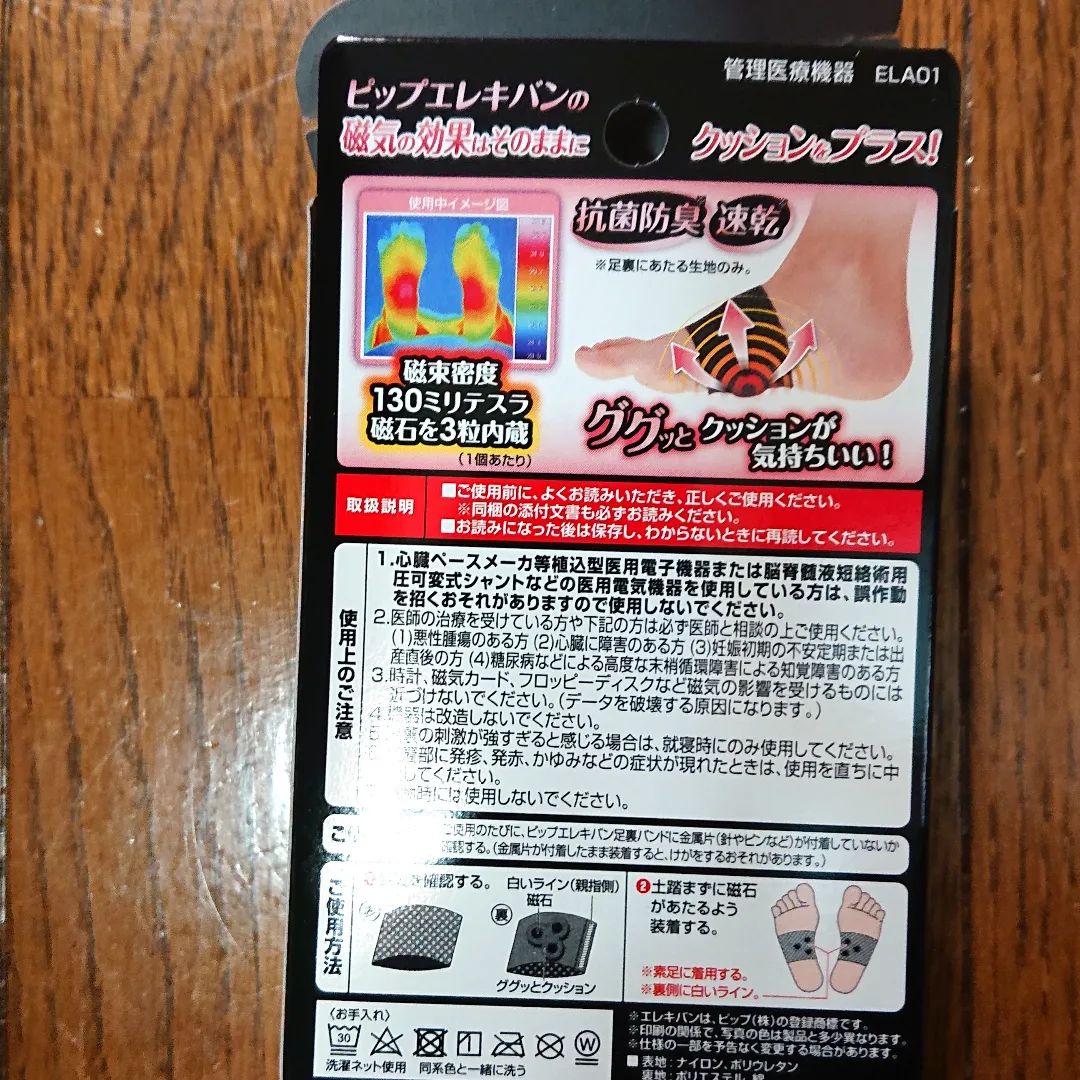 管理医療機器 ELA01
ピップエレキバンの
磁気の効果はそのままに
クッションをプラス!
使用中イメージ図
抗菌防臭 速乾
※足裏にあたる生地のみ。
磁束密度
130ミリテスラ
磁石を3粒内蔵
(1個あたり)
ググッと クッションが
気持ちいい!
取扱説明
■ご使用前に、よくお読みいただき、正しくご使用ください。
※同梱の添付文書も必ずお読みください。
■お読みになった後は保存し、わからないときに再読してください。
使用上のご注意
1.心臓ペースメーカ等植込型医用電子機器または脳脊髄液短絡術用
圧可変式シャントなどの医用電気機器を使用している方は、誤作動
を招くおそれがありますので使用しないでください。
2.医師の治療を受けている方や下記の方は必ず医師と相談の上ご使用ください。
(1)悪性腫瘍のある方 (2)心臓に障害のある方 (3)妊娠初期の不安定期または出
産直後の方 (4)糖尿病などによる高度な末梢循環障害による知覚障害のある方
3.時計、磁気カード、フロッピーディスクなど磁気の影響を受けるものには
近づけないでください。(データを破壊する原因になります。)
4.機器は改造しないでください。
の刺激が強すぎると感じる場合は、就寝時にのみ使用してください。
部に発疹、発赤、かゆみなどの症状が現れたときは、使用を直ちに中
してください。
時には使用しないでください。
ご使用のたびに、ピップエレキバン足裏バンドに金属片(針やピンなど)が付着していないか
確認する。(金属片が付着したまま装着すると、けがをするおそれがあります。)
ご使用方法
を確認する。 白いライン(親指側)
磁石
裏
ググッとクッション
❷土踏まずに磁石
があたるよう
装着する。
※素足に着用する。
※裏側に白いライン。
〈お手入れ〉
30
W
洗濯ネット使用 同系色と一緒に洗う
※エレキバンは、ピップ(株)の登録商標です。
※印刷の関係で、写真の色は製品と多少異なります。
※仕様の一部を予告なく変更する場合があります。
■表地:ナイロン、ポリウレタン
裏地:ポリエステル、綿